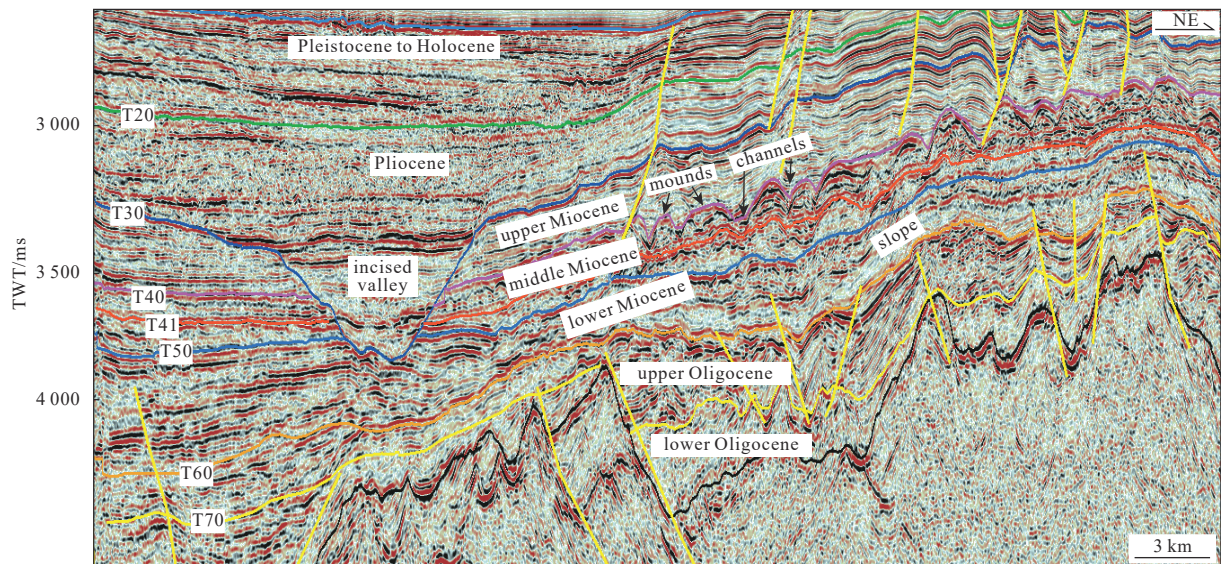 NE
Pleistocene to Holocene
T20
3 000
Pliocene
channels
mounds
T30
upper Miocene
slope
TWT/ms
3 500
incised
valley
middle Miocene
T40
lower Miocene
T41
T50
upper Oligocene
4 000
lower Oligocene
T60
T70
3 km